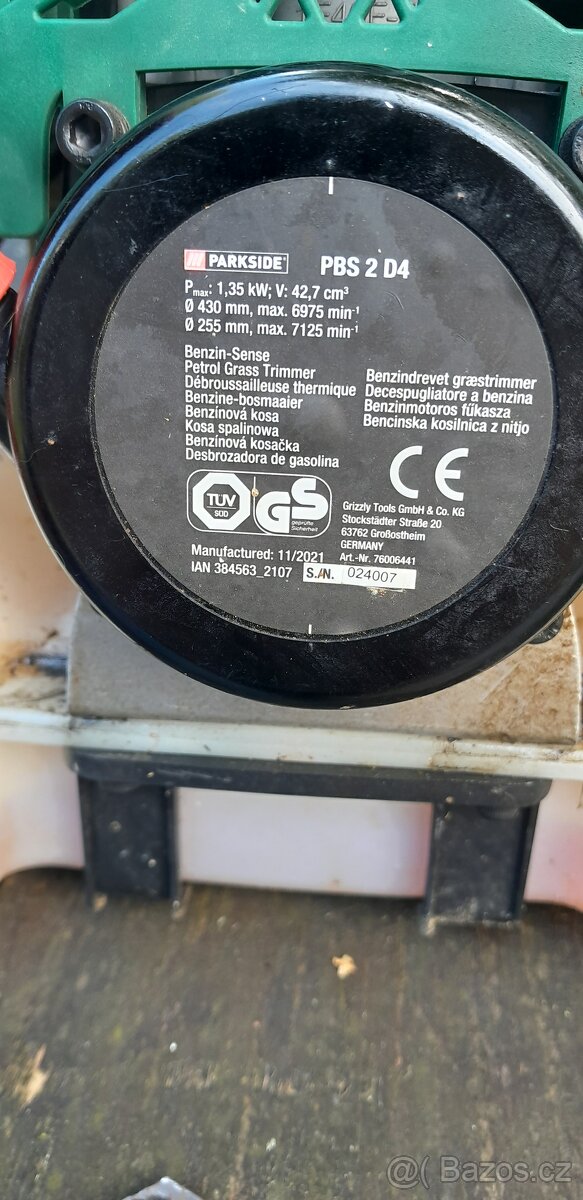 PARKSIDE® PBS 2 D4
Pmax: 1,35 kW; V: 42,7 cm³
Ø 430 mm, max. 6975 min-¹
Ø 255 mm, max. 7125 min-¹
Benzin-Sense
Petrol Grass Trimmer
Débroussailleuse thermique
Benzine-bosmaaier
Benzínová kosa
Kosa spalinowa
Benzínová kosačka
Desbrozadora de gasolina
Benzindrevet græstrimmer
Decespugliatore a benzina
Benzinmotoros fűkasza
Bencinska kosilnica z nitjo
CE
TÜV
SÜD
GS
geprüfte
Sicherheit
Grizzly Tools GmbH & Co. KG
Stockstädter Straße 20
63762 Großostheim
GERMANY
Art.-Nr. 76006441
Manufactured: 11/2021
IAN 384563_2107 S./N. 024007
@( Bazos.cz